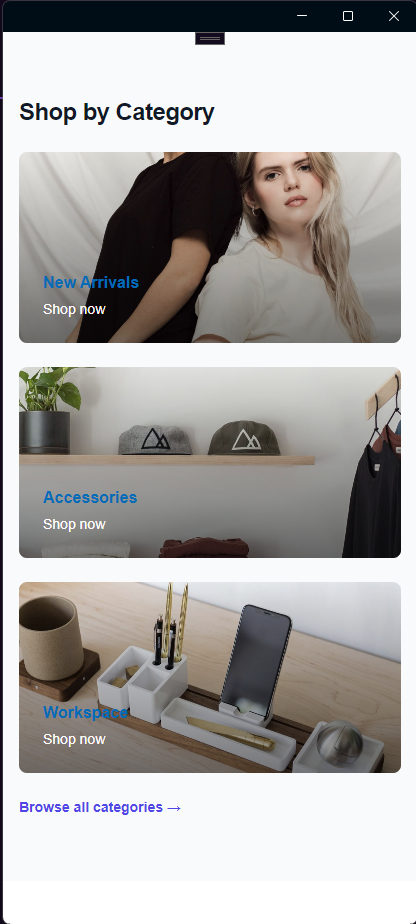 Shop by Category
New Arrivals
Shop now
Accessories
Shop now
Workspace
Shop now
Browse all categories →